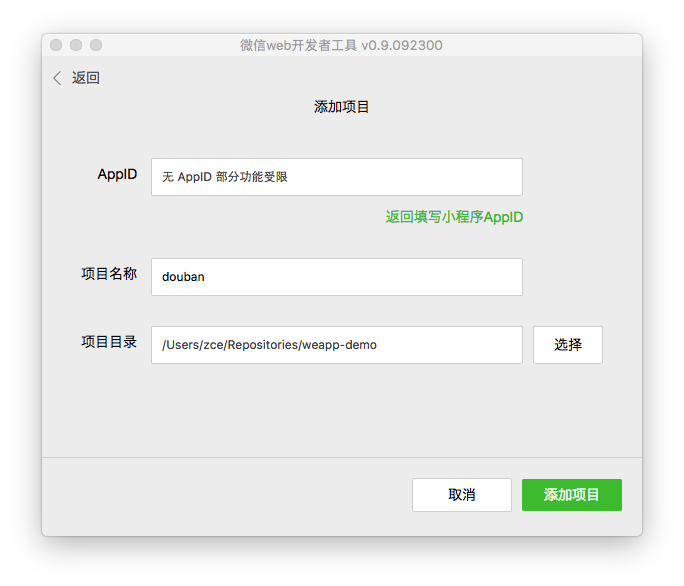 微信web开发者工具 v0.9.092300
返回
添加项目
AppID
无 AppID 部分功能受限
返回填写小程序AppID
项目名称
douban
项目目录
/Users/zce/Repositories/weapp-demo
选择
取消
添加项目